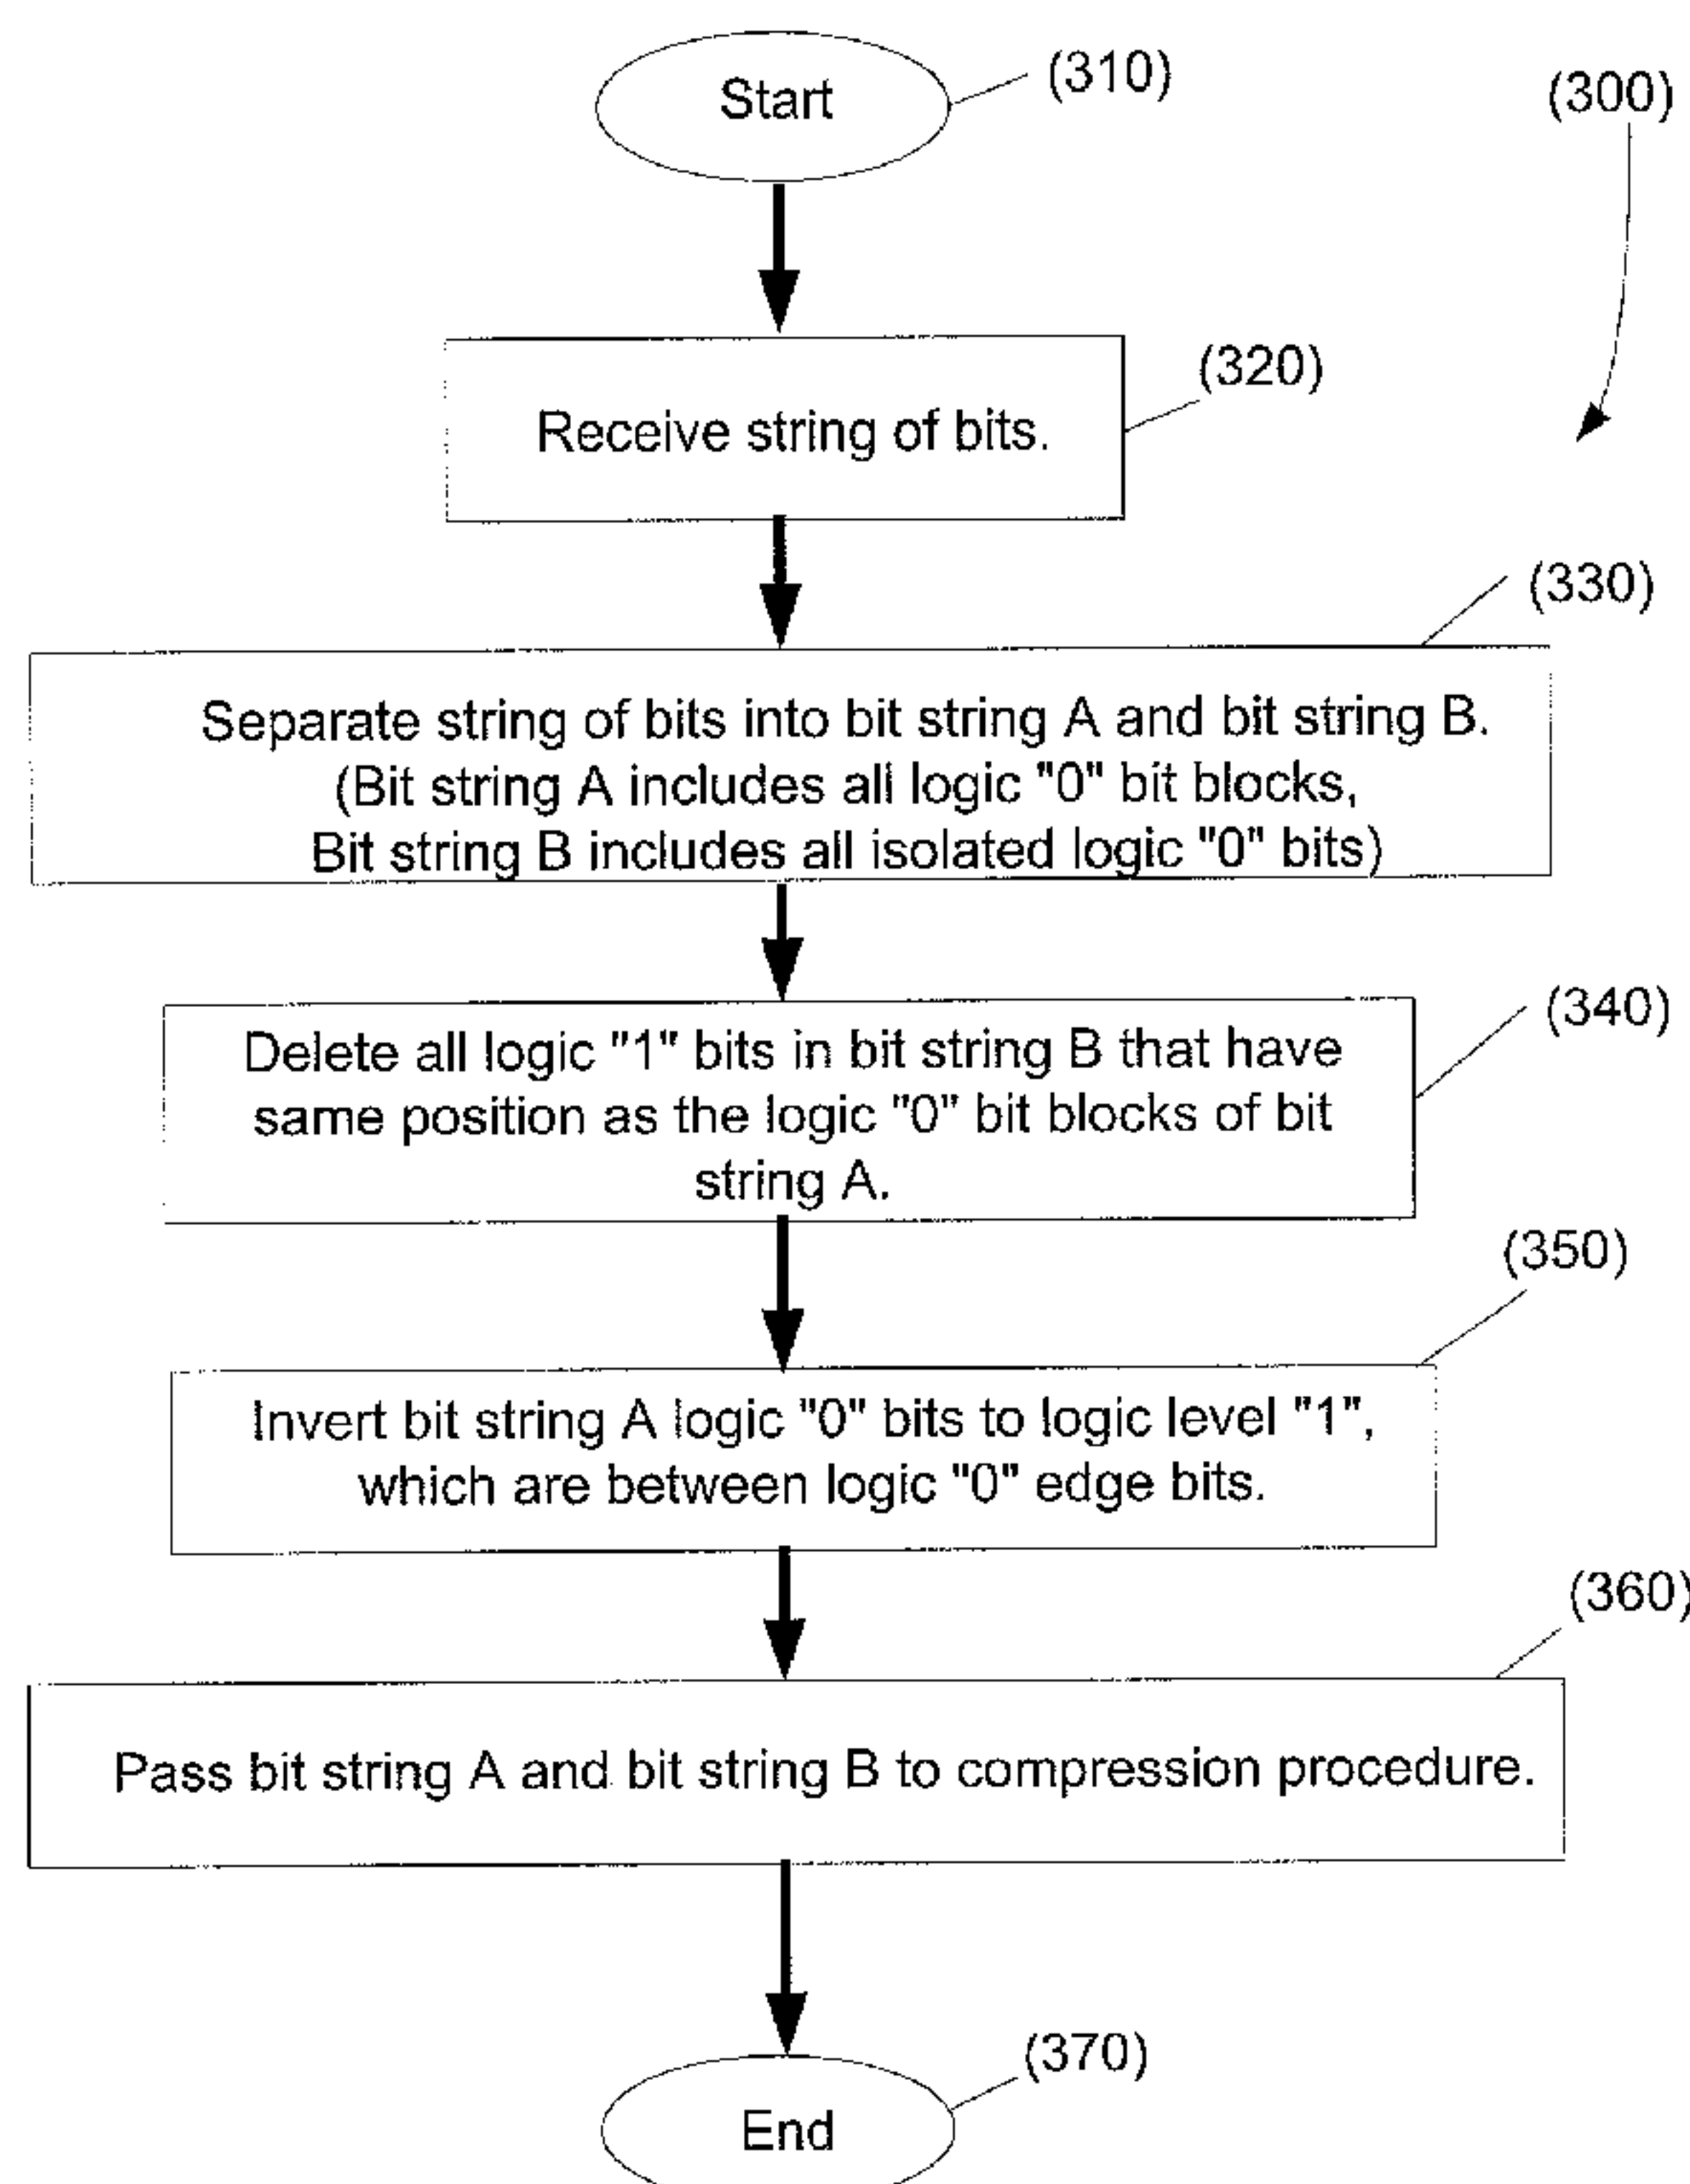 Start
(310)
(300)
(320)
Receive string of bits.
(330)
Separate string of bits into bit string A and bit string B.
(Bit string A includes all logic "0" bit blocks,
Bit string B includes all isolated logic "0" bits)
(340)
Delete all logic "1" bits in bit string B that have
same position as the logic "0" bit blocks of bit
string A.
(350)
Invert bit string A logic "0" bits to logic level "1",
which are between logic "0" edge bits.
(360)
Pass bit string A and bit string B to compression procedure.
(370)
End